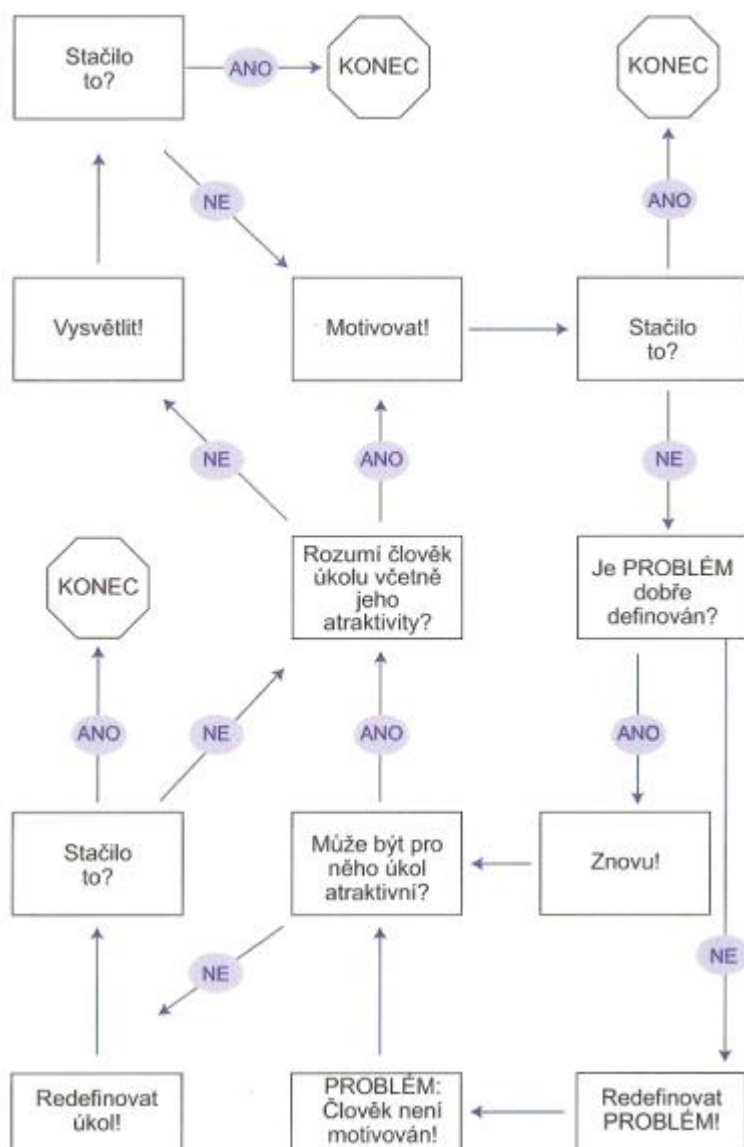 Stačilo
to?
ANO
KONEC
KONEC
NE
ANO
Vysvětlit!
Motivovat!
Stačilo
to?
NE
ANO
NE
KONEC
Rozumí člověk
úkolu včetně
jeho
atraktivity?
Je PROBLÉM
dobře
definován?
ANO
NE
ANO
ANO
Stačilo
to?
Může být pro
něho úkol
atraktivní?
Znovu!
NE
NE
Redefinovat
úkol!
PROBLÉM:
Člověk není
motivován!
Redefinovat
PROBLÉM!